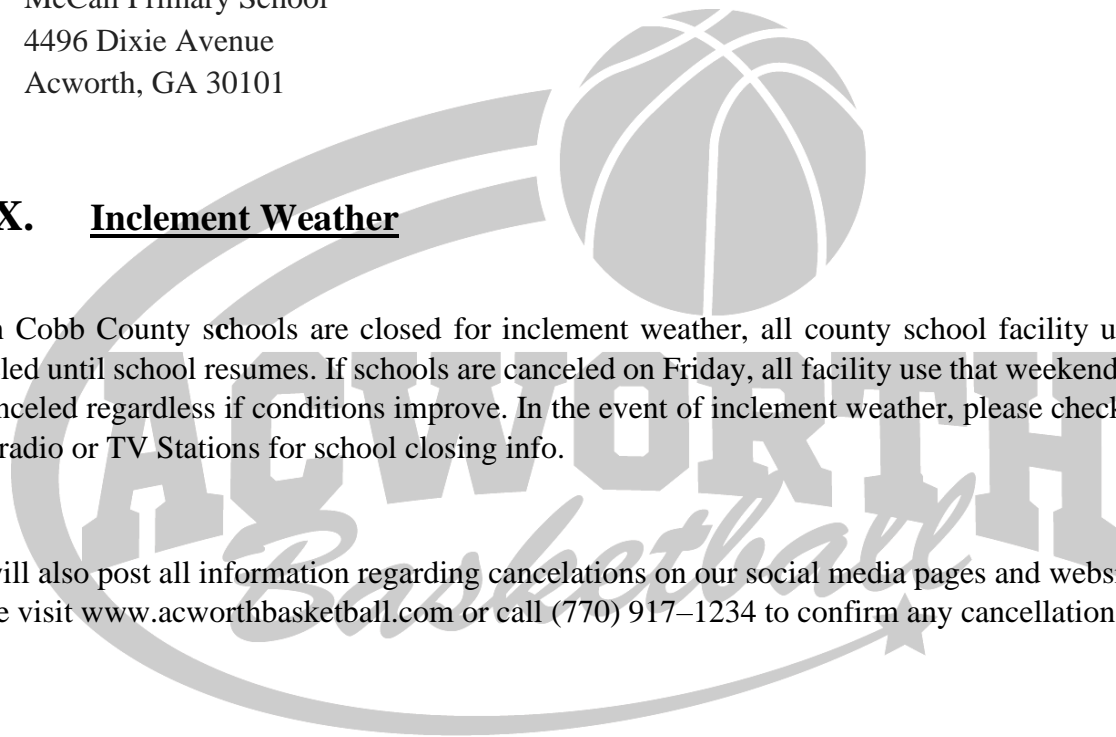 McCall Primary School
4496 Dixie Avenue
Acworth, GA 30101
X. Inclement Weather
Cobb County schools are closed for inclement weather, all county school facility
led until school resumes. If schools are canceled on Friday, all facility use that weekend
nceled regardless if conditions improve. In the event of inclement weather, please check
radio or TV Stations for school closing info.
ACWORTH
Basketball
will also post all information regarding cancelations on our social media pages and websi
e visit www.acworthbasketball.com or call (770) 917–1234 to confirm any cancellation